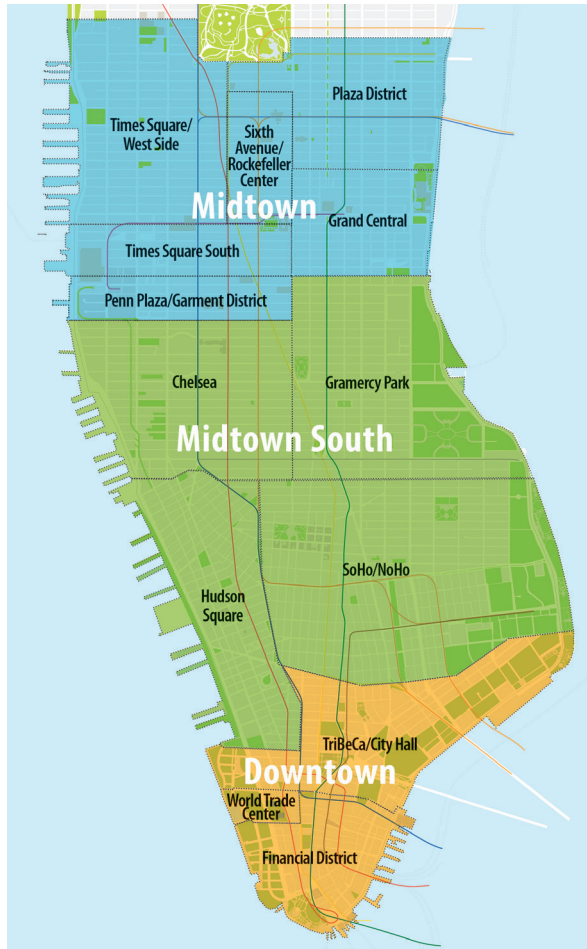 Plaza District
Times Square/
West Side
Sixth
Avenue/
Rockefeller
Center
Midtown
Grand Central
Times Square South
Penn Plaza/Garment District
Chelsea
Gramercy Park
Midtown South
SoHo/NoHo
Hudson
Square
TriBeCa/City Hall
Downtown
World Trade
Center
Financial District